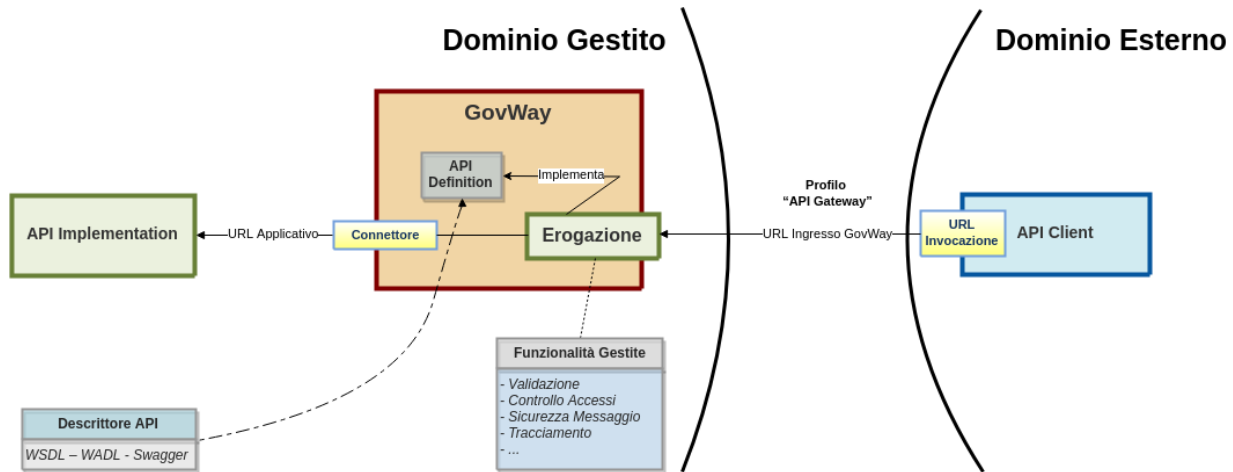 Dominio Gestito
Dominio Esterno
GovWay
API
Definition
Implementa
Profilo
“API Gateway”
API Implementation
URL Applicativo
Connettore
Erogazione
URL Ingresso GovWay
URL
Invocazione
API Client
Funzionalità Gestite
- Validazione
- Controllo Accessi
- Sicurezza Messaggio
- Tracciamento
- ...
Descrittore API
WSDL – WADL - Swagger